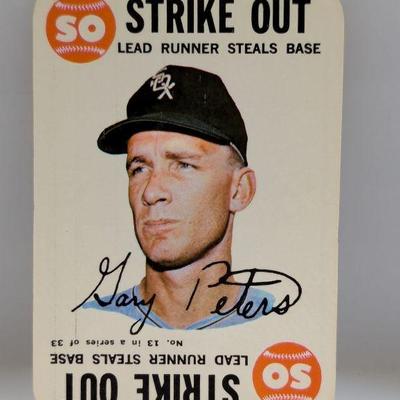 SO
STRIKE OUT
LEAD RUNNER STEALS BASE
SOX
Gary Peters
No. 13 in a series of 33
LEAD RUNNER STEALS BASE
STRIKE OUT
SO